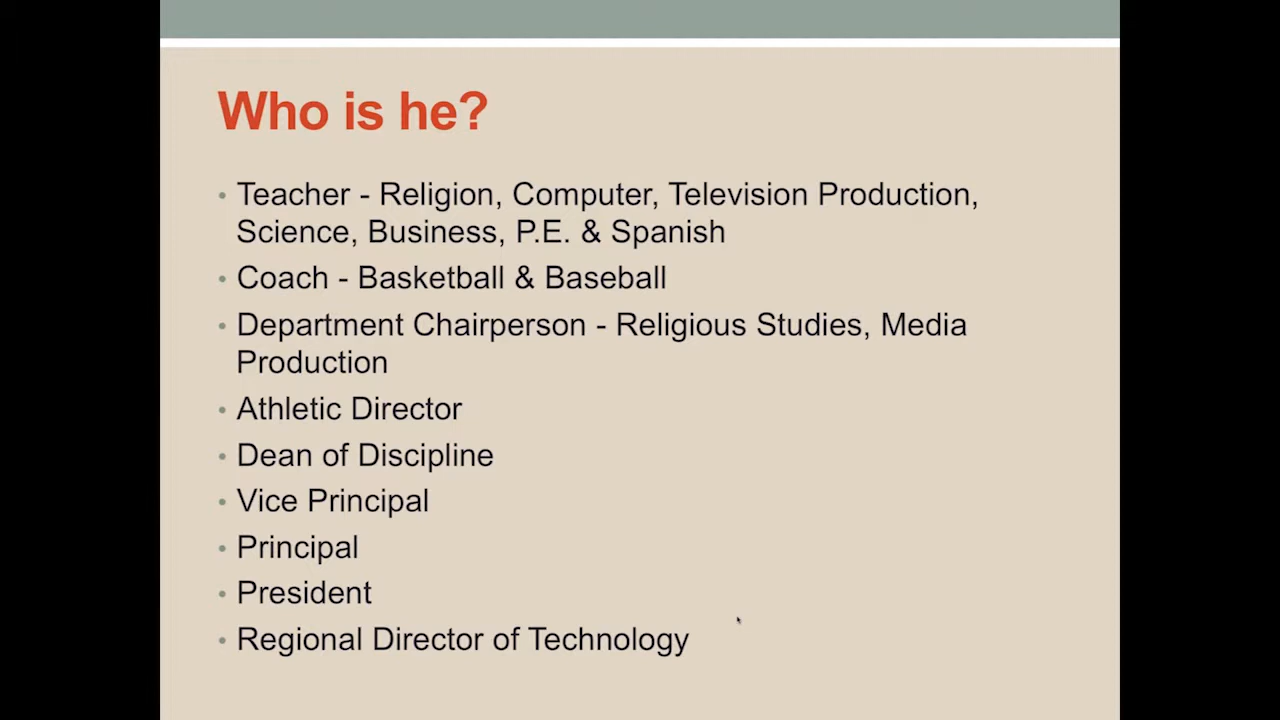 Who is he?
• Teacher - Religion, Computer, Television Production,
Science, Business, P.E. & Spanish
• Coach - Basketball & Baseball
• Department Chairperson - Religious Studies, Media
Production
• Athletic Director
• Dean of Discipline
• Vice Principal
• Principal
• President
• Regional Director of Technology